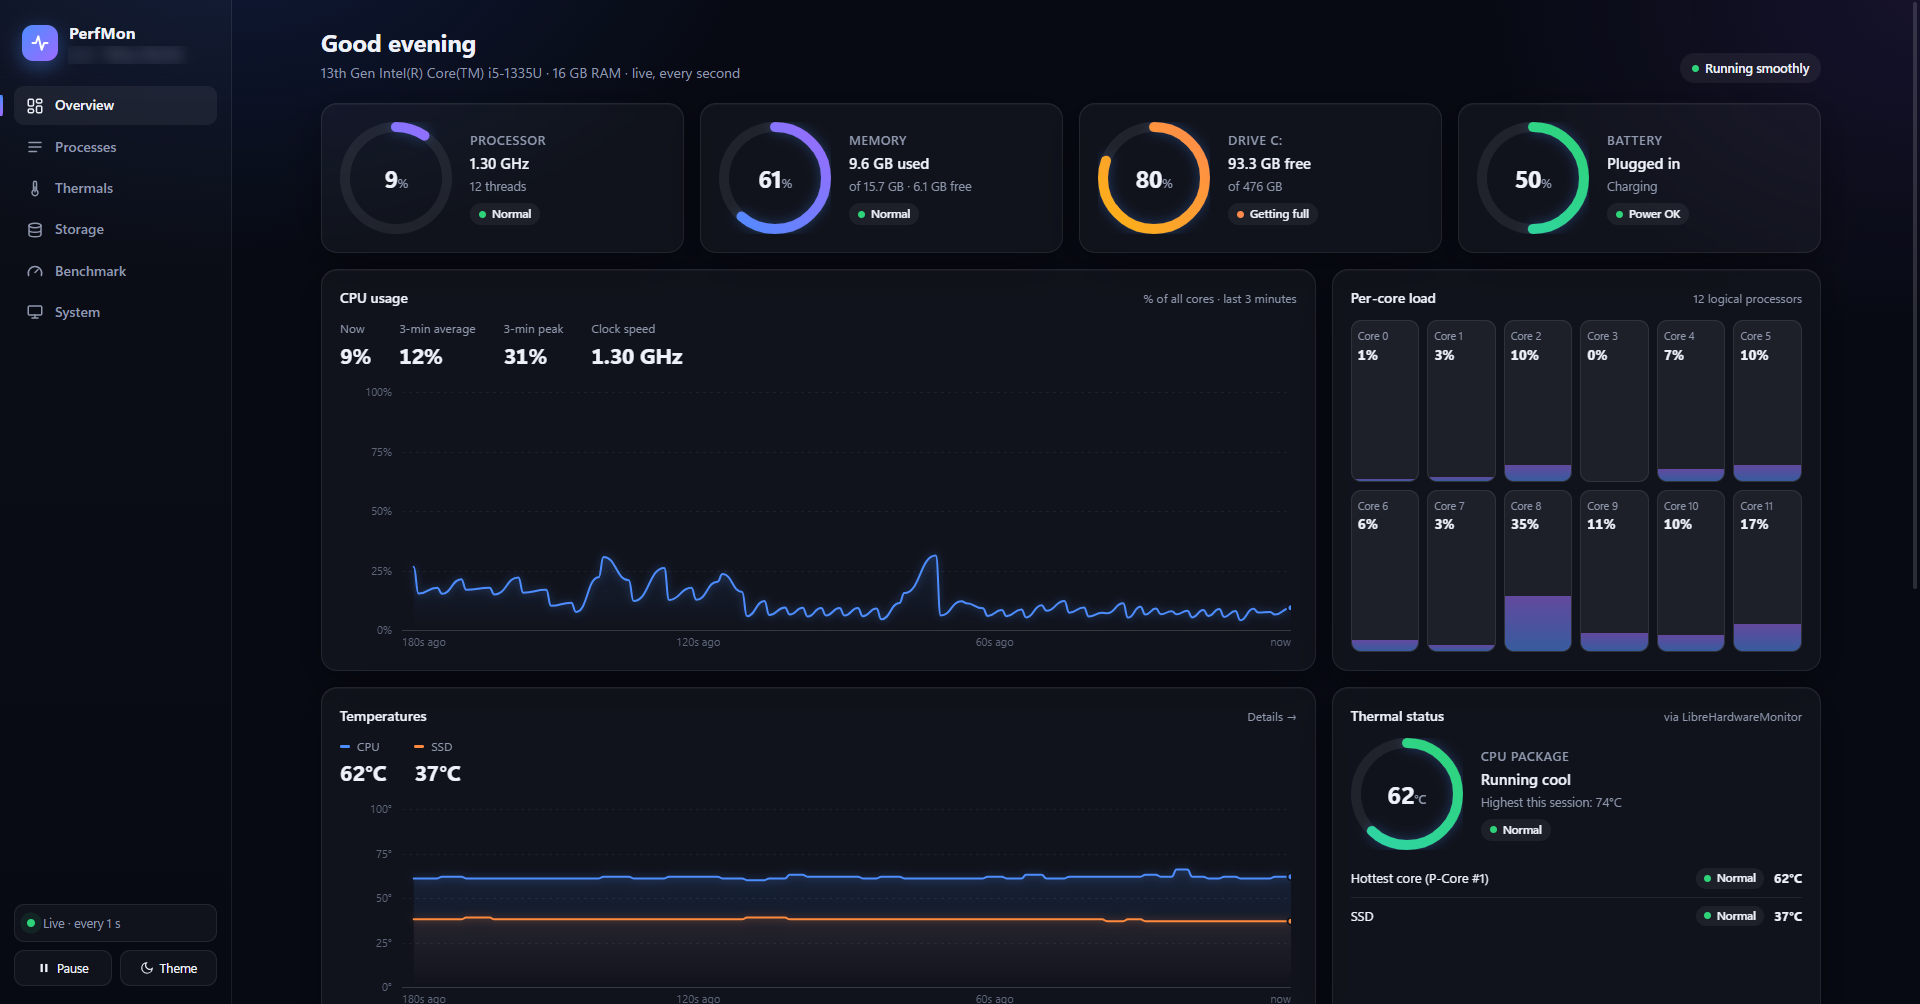 PerfMon
Overview
Processes
Thermals
Storage
Benchmark
System
Live · every 1 s
Pause
Theme
Good evening
13th Gen Intel(R) Core(TM) i5-1335U · 16 GB RAM · live, every second
Running smoothly
9%
PROCESSOR
1.30 GHz
12 threads
Normal
61%
MEMORY
9.6 GB used
of 15.7 GB · 6.1 GB free
Normal
80%
DRIVE C:
93.3 GB free
of 476 GB
Getting full
50%
BATTERY
Plugged in
Charging
Power OK
CPU usage
% of all cores · last 3 minutes
Now 3-min average 3-min peak Clock speed
9% 12% 31% 1.30 GHz
100%
75%
50%
25%
0%
180s ago 120s ago 60s ago now
Per-core load
12 logical processors
Core 0 Core 1 Core 2 Core 3 Core 4 Core 5
1% 3% 10% 0% 7% 10%
Core 6 Core 7 Core 8 Core 9 Core 10 Core 11
6% 3% 35% 11% 10% 17%
Temperatures
Details →
CPU SSD
62°C 37°C
100°
75°
50°
25°
0°
180s ago 120s ago 60s ago now
Thermal status
via LibreHardwareMonitor
62°C
CPU PACKAGE
Running cool
Highest this session: 74°C
Normal
Hottest core (P-Core #1) Normal 62°C
SSD Normal 37°C